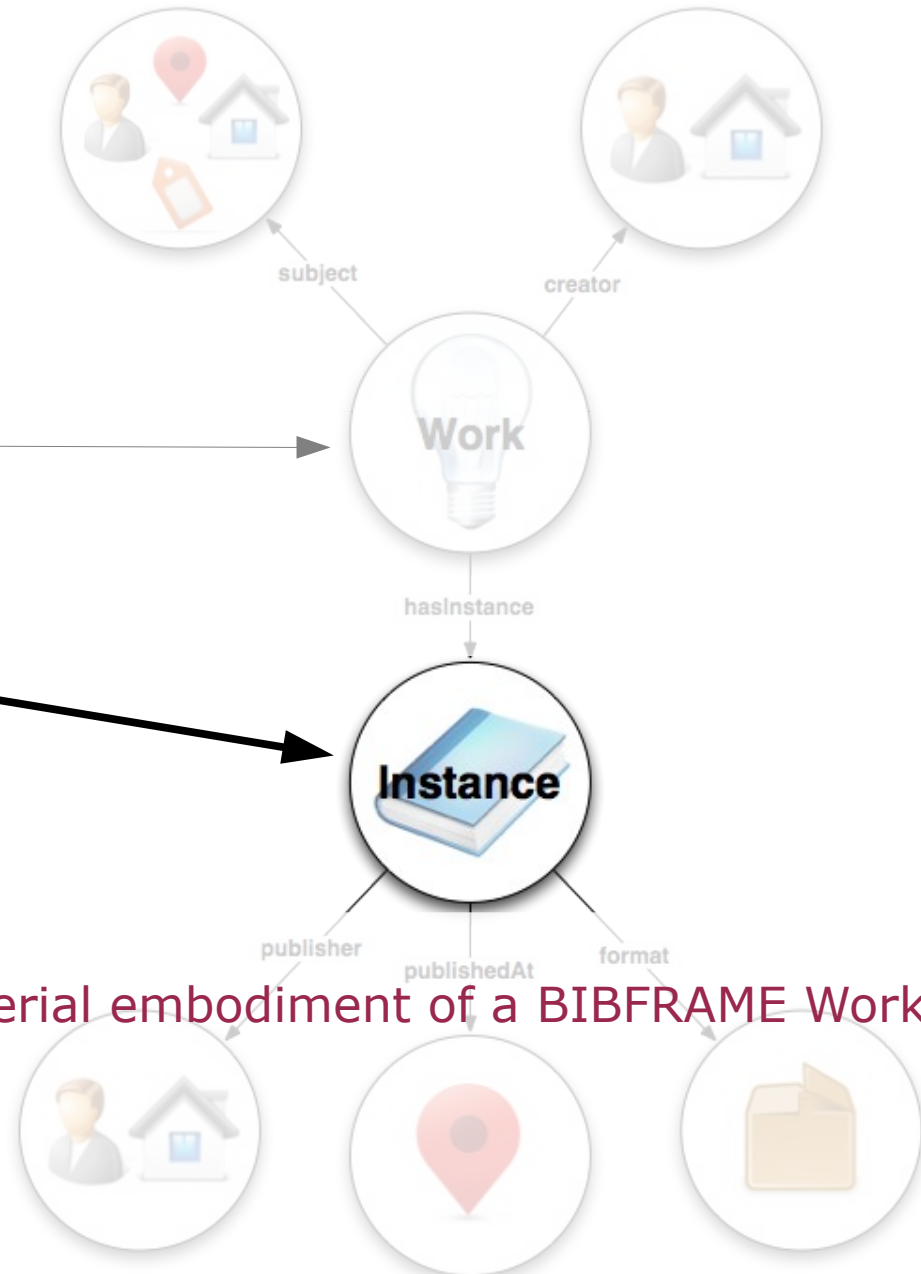 subject
creator
Work
hasInstance
Instance
publisher
publishedAt
format
erial embodiment of a BIBFRAME Work